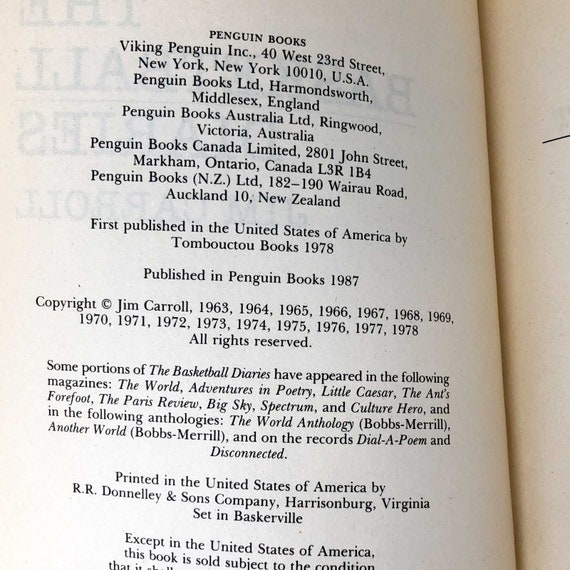 PENGUIN BOOKS
Viking Penguin Inc., 40 West 23rd Street,
New York, New York 10010, U.S.A.
Penguin Books Ltd, Harmondsworth,
Middlesex, England
Penguin Books Australia Ltd, Ringwood,
Victoria, Australia
Penguin Books Canada Limited, 2801 John Street,
Markham, Ontario, Canada L3R 1B4
Penguin Books (N.Z.) Ltd, 182–190 Wairau Road,
Auckland 10, New Zealand
First published in the United States of America by
Tombouctou Books 1978
Published in Penguin Books 1987
Copyright © Jim Carroll, 1963, 1964, 1965, 1966, 1967, 1968, 1969,
1970, 1971, 1972, 1973, 1974, 1975, 1976, 1977, 1978
All rights reserved.
Some portions of The Basketball Diaries have appeared in the following
magazines: The World, Adventures in Poetry, Little Caesar, The Ant's
Forefoot, The Paris Review, Big Sky, Spectrum, and Culture Hero, and
in the following anthologies: The World Anthology (Bobbs-Merrill),
Another World (Bobbs-Merrill), and on the records Dial-A-Poem and
Disconnected.
Printed in the United States of America by
R.R. Donnelley & Sons Company, Harrisonburg, Virginia
Set in Baskerville
Except in the United States of America,
this book is sold subject to the condition
that it shall